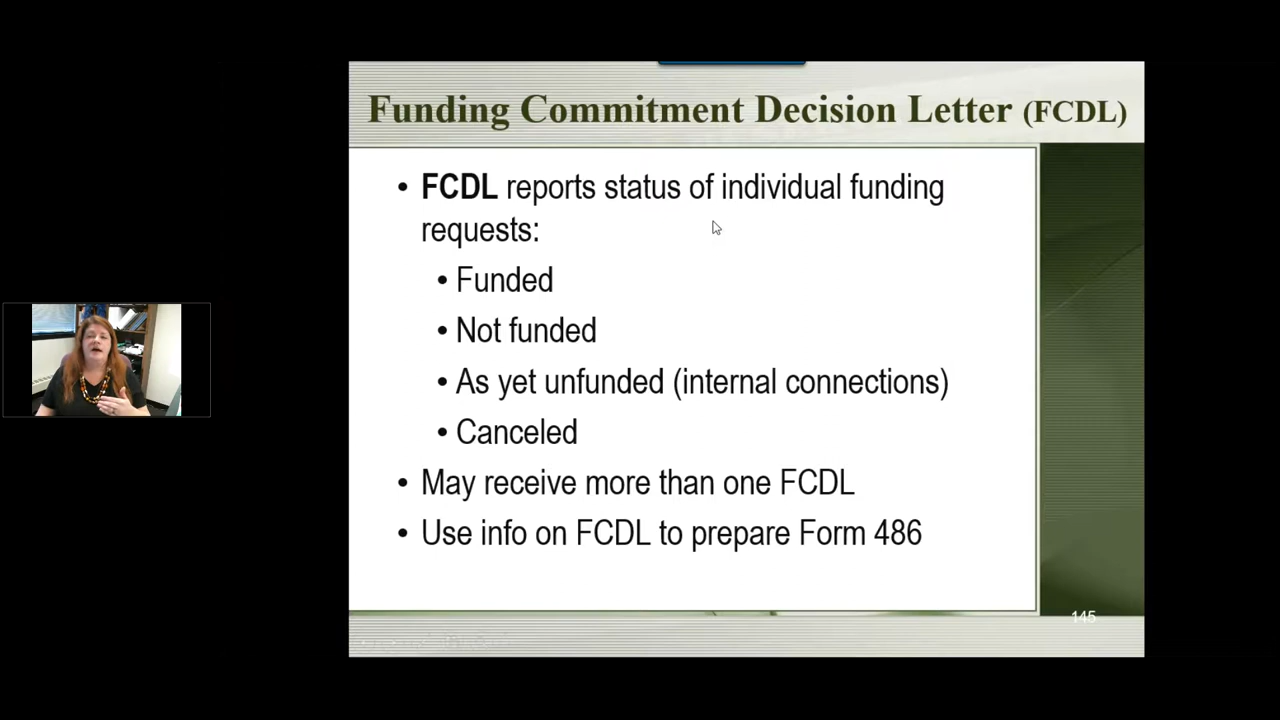 Funding Commitment Decision Letter (FCDL)
• FCDL reports status of individual funding
requests:
• Funded
• Not funded
• As yet unfunded (internal connections)
• Canceled
• May receive more than one FCDL
• Use info on FCDL to prepare Form 486
145